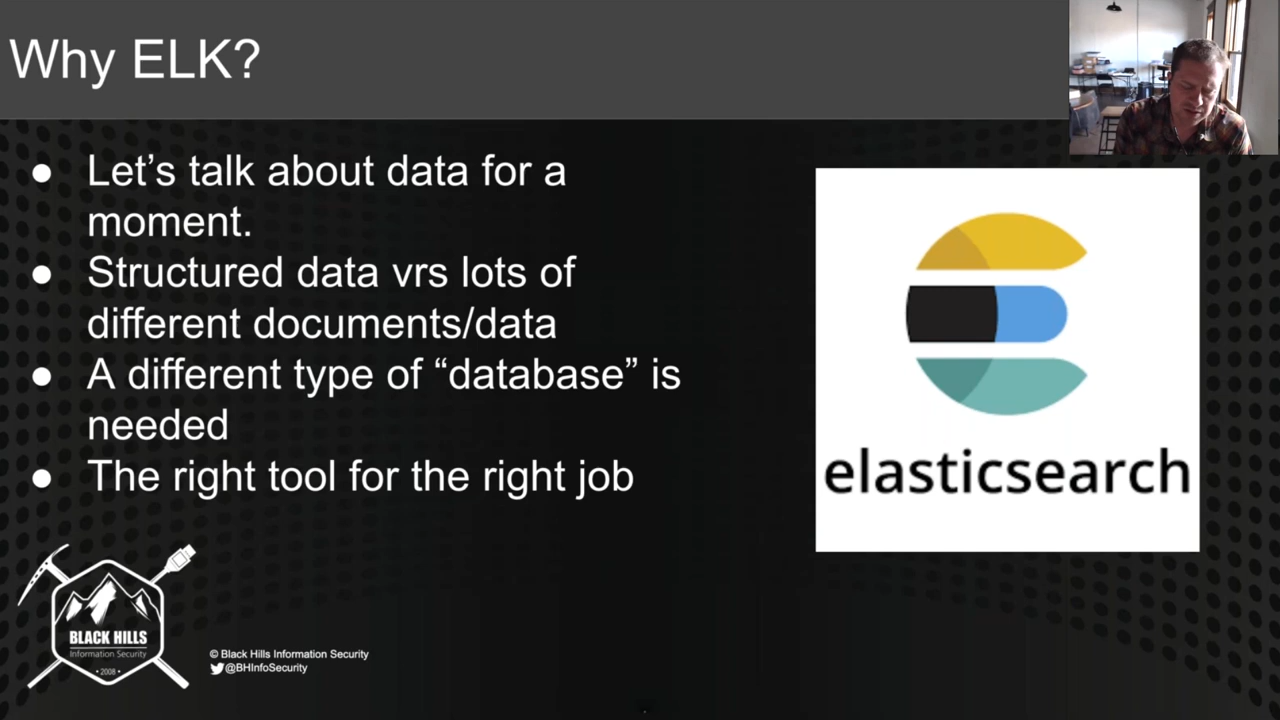 Why ELK?
● Let’s talk about data for a
moment.
● Structured data vrs lots of
different documents/data
● A different type of “database” is
needed
● The right tool for the right job
elasticsearch
BLACK HILLS
Information Security
• 2008 •
© Black Hills Information Security
@BHInfoSecurity